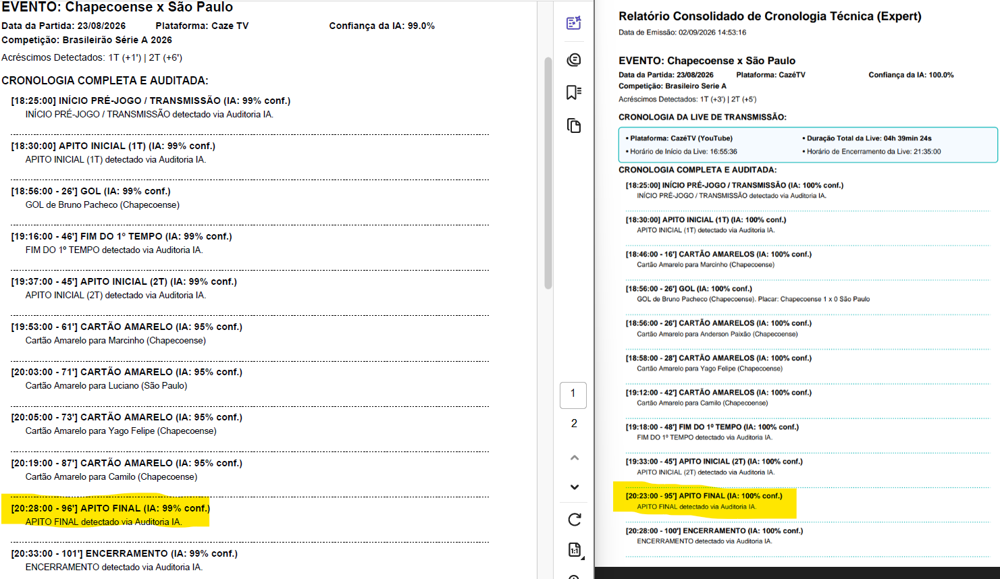 EVENTO: Chapecoense x São Paulo
Data da Partida: 23/08/2026 Plataforma: Caze TV Confiança da IA: 99.0%
Competição: Brasileirão Série A 2026
Acréscimos Detectados: 1T (+1') | 2T (+6')
CRONOLOGIA COMPLETA E AUDITADA:
[18:25:00] INÍCIO PRÉ-JOGO / TRANSMISSÃO (IA: 99% conf.)
INÍCIO PRÉ-JOGO / TRANSMISSÃO detectado via Auditoria IA.
[18:30:00] APITO INICIAL (1T) (IA: 99% conf.)
APITO INICIAL (1T) detectado via Auditoria IA.
[18:56:00 - 26'] GOL (IA: 99% conf.)
GOL de Bruno Pacheco (Chapecoense)
[19:16:00 - 46'] FIM DO 1º TEMPO (IA: 99% conf.)
FIM DO 1º TEMPO detectado via Auditoria IA.
[19:37:00 - 45'] APITO INICIAL (2T) (IA: 99% conf.)
APITO INICIAL (2T) detectado via Auditoria IA.
[19:53:00 - 61'] CARTÃO AMARELO (IA: 95% conf.)
Cartão Amarelo para Marcinho (Chapecoense)
[20:03:00 - 71'] CARTÃO AMARELO (IA: 95% conf.)
Cartão Amarelo para Luciano (São Paulo)
[20:05:00 - 73'] CARTÃO AMARELO (IA: 95% conf.)
Cartão Amarelo para Yago Felipe (Chapecoense)
[20:19:00 - 87'] CARTÃO AMARELO (IA: 95% conf.)
Cartão Amarelo para Camilo (Chapecoense)
[20:28:00 - 96'] APITO FINAL (IA: 99% conf.)
APITO FINAL detectado via Auditoria IA.
[20:33:00 - 101'] ENCERRAMENTO (IA: 99% conf.)
ENCERRAMENTO detectado via Auditoria IA.
1
2
1:1
Relatório Consolidado de Cronologia Técnica (Expert)
Data de Emissão: 02/09/2026 14:53:16
EVENTO: Chapecoense x São Paulo
Data da Partida: 23/08/2026 Plataforma: CazéTV Confiança da IA: 100.0%
Competição: Brasileiro Serie A
Acréscimos Detectados: 1T (+3') | 2T (+5')
CRONOLOGIA DA LIVE DE TRANSMISSÃO:
• Plataforma: CazéTV (YouTube) • Duração Total da Live: 04h 39min 24s
• Horário de Início da Live: 16:55:36 • Horário de Encerramento da Live: 21:35:00
CRONOLOGIA COMPLETA E AUDITADA:
[18:25:00] INÍCIO PRÉ-JOGO / TRANSMISSÃO (IA: 100% conf.)
INÍCIO PRÉ-JOGO / TRANSMISSÃO detectado via Auditoria IA.
[18:30:00] APITO INICIAL (1T) (IA: 100% conf.)
APITO INICIAL (1T) detectado via Auditoria IA.
[18:46:00 - 16'] CARTÃO AMARELOS (IA: 100% conf.)
Cartão Amarelo para Marcinho (Chapecoense)
[18:56:00 - 26'] GOL (IA: 100% conf.)
GOL de Bruno Pacheco (Chapecoense). Placar: Chapecoense 1 x 0 São Paulo
[18:56:00 - 26'] CARTÃO AMARELOS (IA: 100% conf.)
Cartão Amarelo para Anderson Paixão (Chapecoense)
[18:58:00 - 28'] CARTÃO AMARELOS (IA: 100% conf.)
Cartão Amarelo para Yago Felipe (Chapecoense)
[19:12:00 - 42'] CARTÃO AMARELOS (IA: 100% conf.)
Cartão Amarelo para Camilo (Chapecoense)
[19:18:00 - 48'] FIM DO 1º TEMPO (IA: 100% conf.)
FIM DO 1º TEMPO detectado via Auditoria IA.
[19:33:00 - 45'] APITO INICIAL (2T) (IA: 100% conf.)
APITO INICIAL (2T) detectado via Auditoria IA.
[20:23:00 - 95'] APITO FINAL (IA: 100% conf.)
APITO FINAL detectado via Auditoria IA.
[20:28:00 - 100'] ENCERRAMENTO (IA: 100% conf.)
ENCERRAMENTO detectado via Auditoria IA.